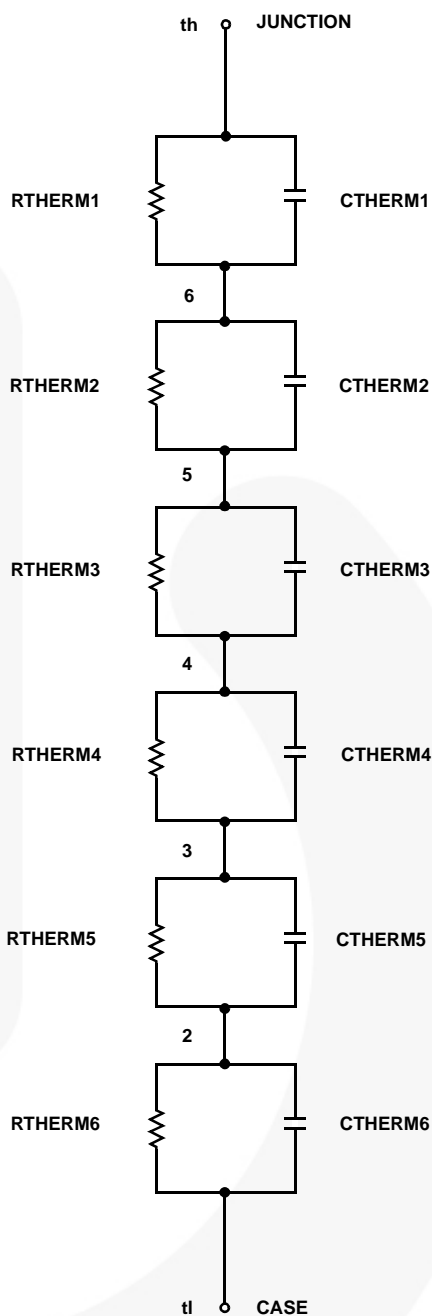 th JUNCTION
RTHERM1 CTHERM1
6
RTHERM2 CTHERM2
5
RTHERM3 CTHERM3
4
RTHERM4 CTHERM4
3
RTHERM5 CTHERM5
2
RTHERM6 CTHERM6
tl CASE